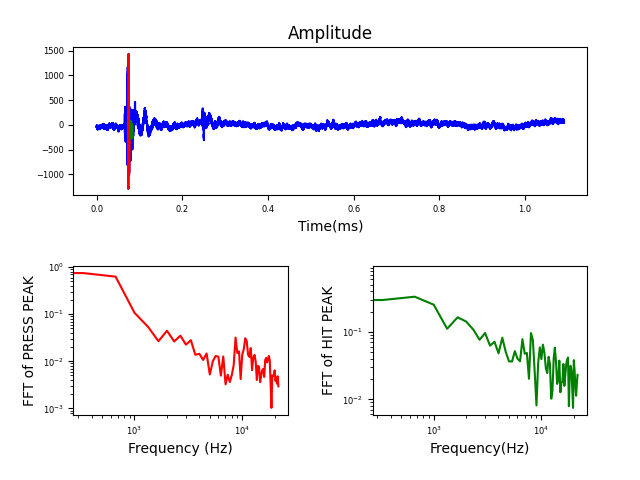 Amplitude
1500
1000
500
0
−500
−1000
0.0 0.2 0.4 0.6 0.8 1.0
Time(ms)
FFT of PRESS PEAK
10⁰
10⁻¹
10⁻²
10⁻³
10³ 10⁴
Frequency (Hz)
FFT of HIT PEAK
10⁻¹
10⁻²
10³ 10⁴
Frequency(Hz)